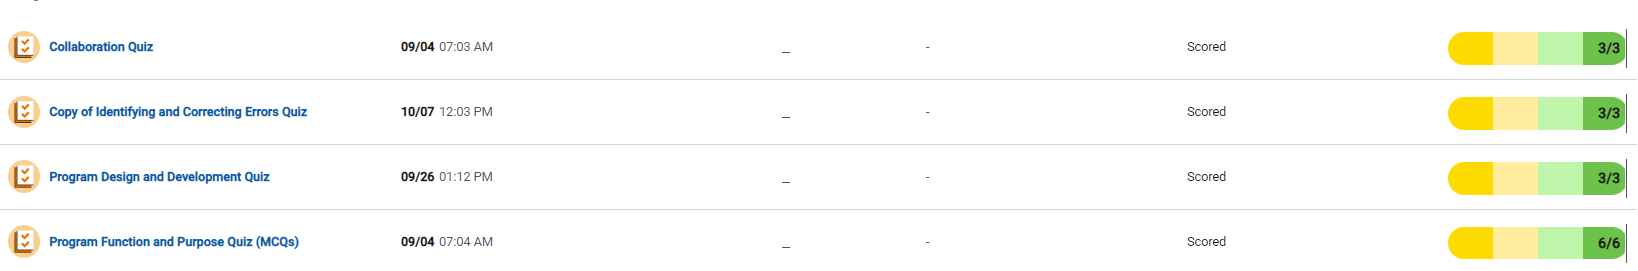 Collaboration Quiz 09/04 07:03 AM _ - Scored 3/3
Copy of Identifying and Correcting Errors Quiz 10/07 12:03 PM _ - Scored 3/3
Program Design and Development Quiz 09/26 01:12 PM _ - Scored 3/3
Program Function and Purpose Quiz (MCQs) 09/04 07:04 AM _ - Scored 6/6